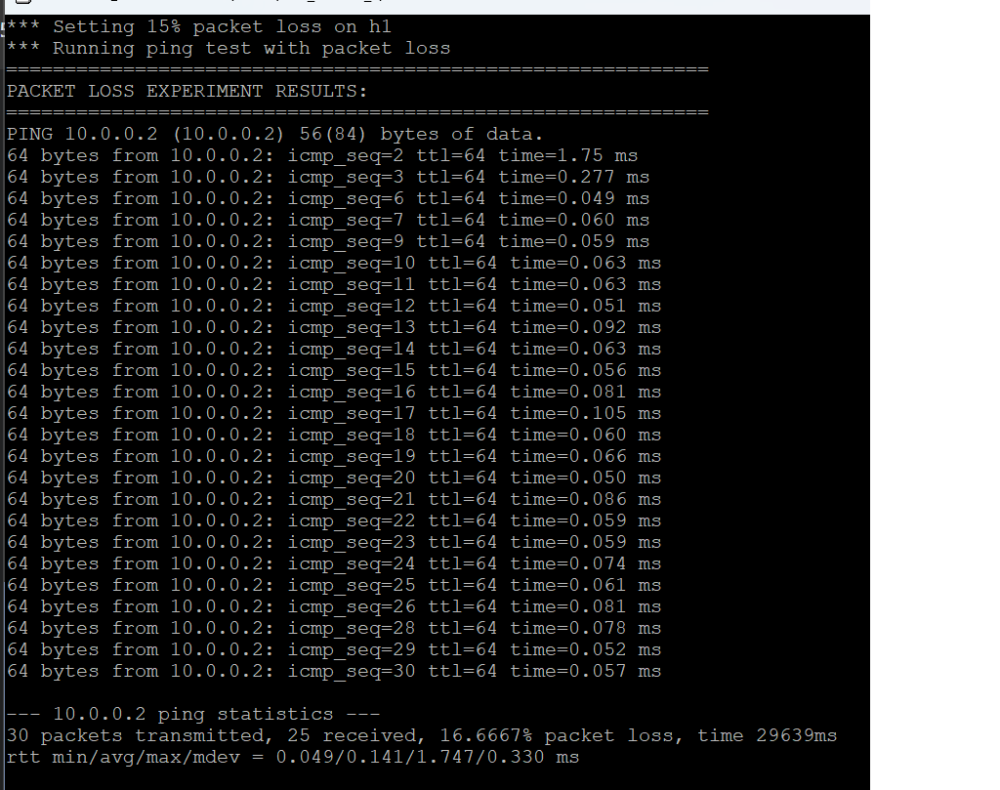 *** Setting 15% packet loss on h1
*** Running ping test with packet loss
============================================================
PACKET LOSS EXPERIMENT RESULTS:
============================================================
PING 10.0.0.2 (10.0.0.2) 56(84) bytes of data.
64 bytes from 10.0.0.2: icmp_seq=2 ttl=64 time=1.75 ms
64 bytes from 10.0.0.2: icmp_seq=3 ttl=64 time=0.277 ms
64 bytes from 10.0.0.2: icmp_seq=6 ttl=64 time=0.049 ms
64 bytes from 10.0.0.2: icmp_seq=7 ttl=64 time=0.060 ms
64 bytes from 10.0.0.2: icmp_seq=9 ttl=64 time=0.059 ms
64 bytes from 10.0.0.2: icmp_seq=10 ttl=64 time=0.063 ms
64 bytes from 10.0.0.2: icmp_seq=11 ttl=64 time=0.063 ms
64 bytes from 10.0.0.2: icmp_seq=12 ttl=64 time=0.051 ms
64 bytes from 10.0.0.2: icmp_seq=13 ttl=64 time=0.092 ms
64 bytes from 10.0.0.2: icmp_seq=14 ttl=64 time=0.063 ms
64 bytes from 10.0.0.2: icmp_seq=15 ttl=64 time=0.056 ms
64 bytes from 10.0.0.2: icmp_seq=16 ttl=64 time=0.081 ms
64 bytes from 10.0.0.2: icmp_seq=17 ttl=64 time=0.105 ms
64 bytes from 10.0.0.2: icmp_seq=18 ttl=64 time=0.060 ms
64 bytes from 10.0.0.2: icmp_seq=19 ttl=64 time=0.066 ms
64 bytes from 10.0.0.2: icmp_seq=20 ttl=64 time=0.050 ms
64 bytes from 10.0.0.2: icmp_seq=21 ttl=64 time=0.086 ms
64 bytes from 10.0.0.2: icmp_seq=22 ttl=64 time=0.059 ms
64 bytes from 10.0.0.2: icmp_seq=23 ttl=64 time=0.059 ms
64 bytes from 10.0.0.2: icmp_seq=24 ttl=64 time=0.074 ms
64 bytes from 10.0.0.2: icmp_seq=25 ttl=64 time=0.061 ms
64 bytes from 10.0.0.2: icmp_seq=26 ttl=64 time=0.081 ms
64 bytes from 10.0.0.2: icmp_seq=28 ttl=64 time=0.078 ms
64 bytes from 10.0.0.2: icmp_seq=29 ttl=64 time=0.052 ms
64 bytes from 10.0.0.2: icmp_seq=30 ttl=64 time=0.057 ms
--- 10.0.0.2 ping statistics ---
30 packets transmitted, 25 received, 16.6667% packet loss, time 29639ms
rtt min/avg/max/mdev = 0.049/0.141/1.747/0.330 ms